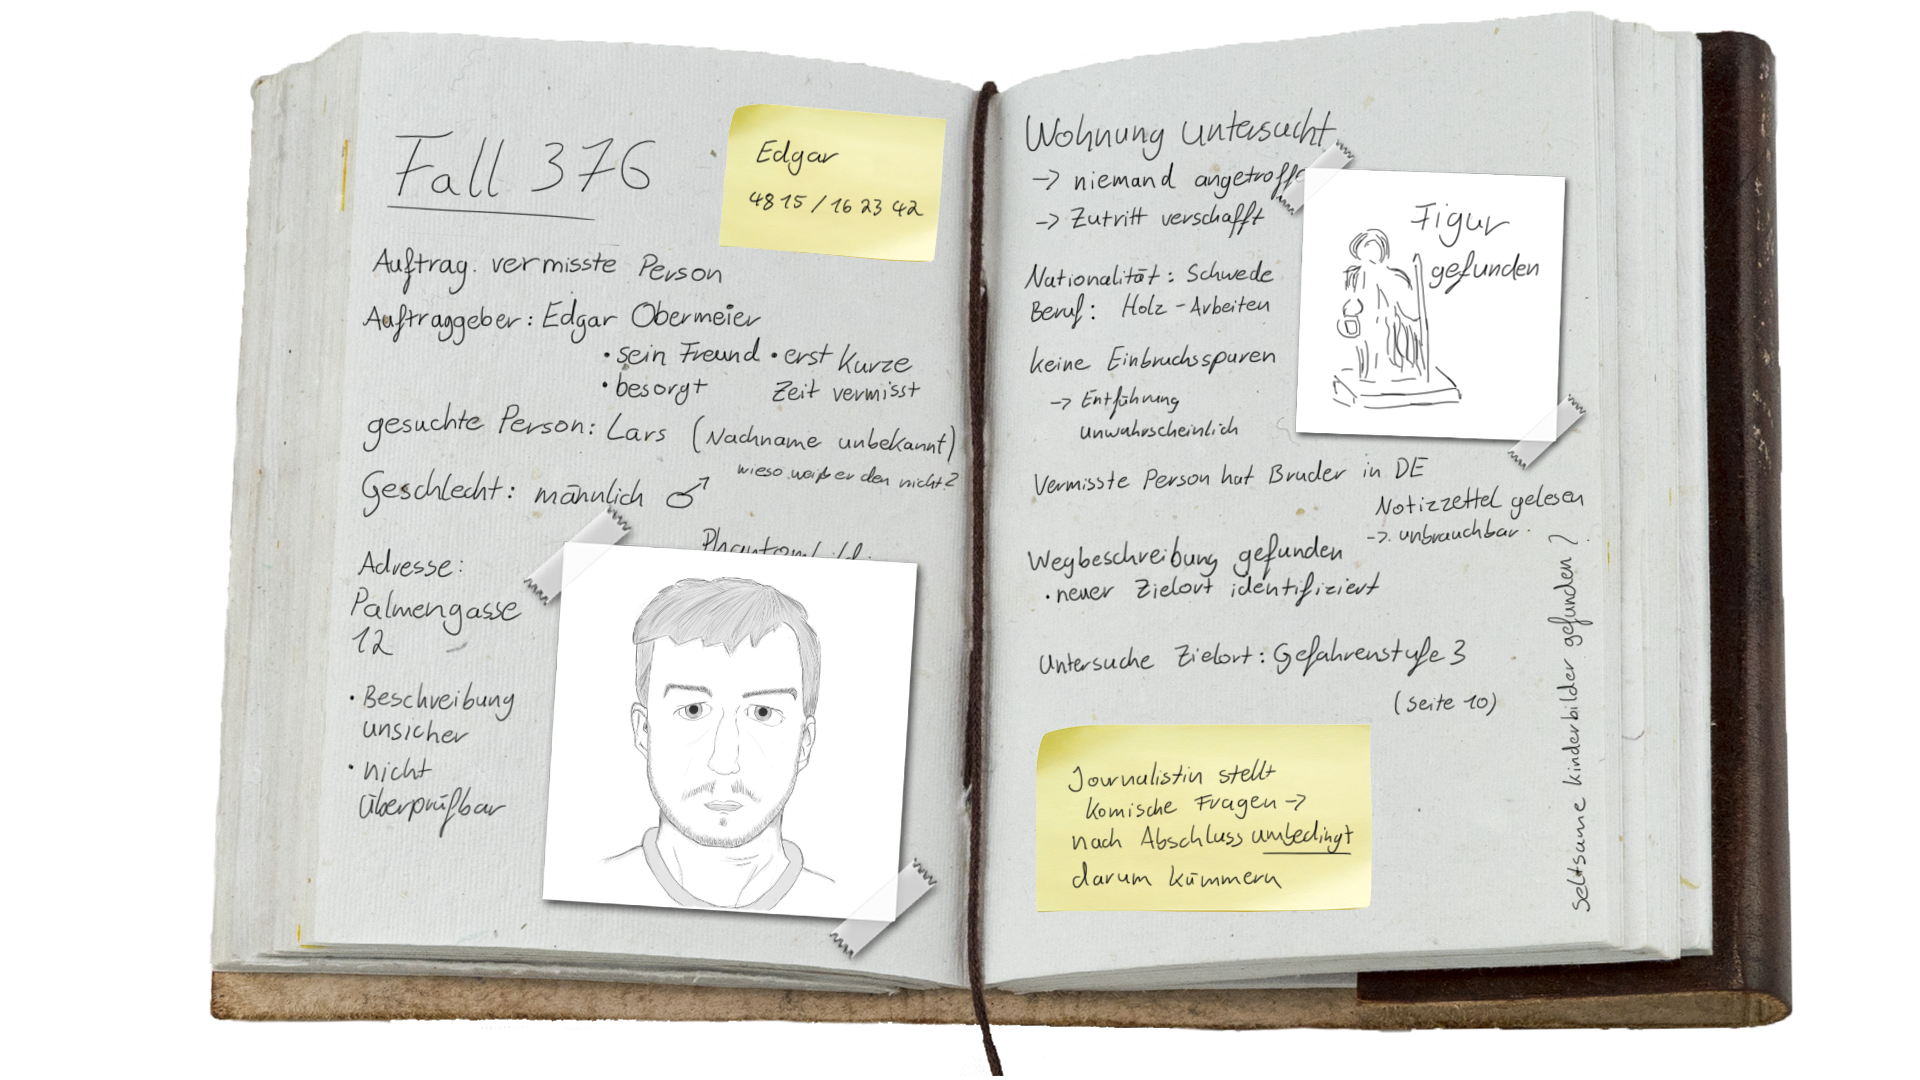 Fall 376
Edgar
48 15 / 16 23 42
Auftrag. vermisste Person
Auftraggeber: Edgar Obermeier
• sein Freund • erst Kurze
• besorgt Zeit vermisst
gesuchte Person: Lars (Nachname unbekannt)
wieso weiß er den nicht?
Geschlecht: männlich ♂
Phantombild:
Adresse:
Palmengasse
12
• Beschreibung
unsicher
• nicht
Überprüfbar
Wohnung untersucht
-> niemand angetroffe
-> Zutritt verschafft
Figur
gefunden
Nationalität: Schwede
Beruf: Holz-Arbeiten
keine Einbruchsspuren
-> Entführung
unwahrscheinlich
Vermisste Person hat Bruder in DE
Notizzettel gelesen
-> unbrauchbar.
Wegbeschreibung gefunden
• neuer Zielort identifiziert
Untersuche Zielort: Gefahrenstufe 3
(Seite 10)
Journalistin stellt
komische Fragen ->
nach Abschluss umbedingt
darum kümmern
seltsame kinderbilder gefunden?